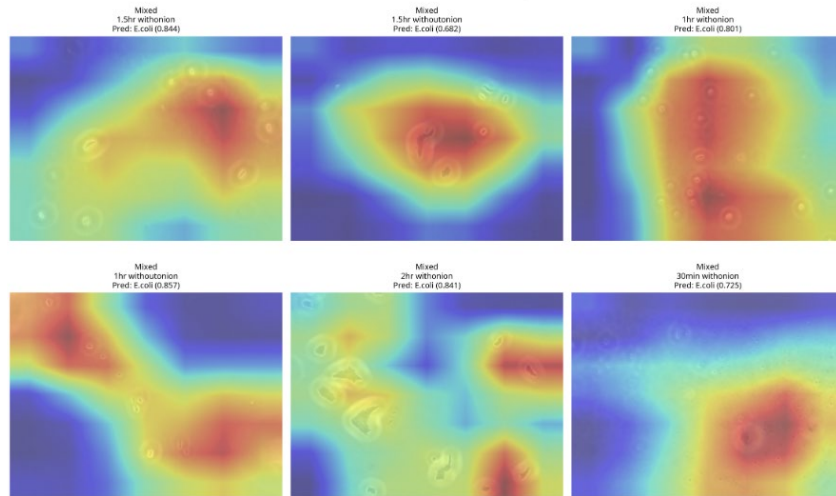 Mixed
1.5hr withonion
Pred: E.coli (0.844)
Mixed
1.5hr withoutonion
Pred: E.coli (0.682)
Mixed
1hr withonion
Pred: E.coli (0.801)
Mixed
1hr withoutonion
Pred: E.coli (0.857)
Mixed
2hr withonion
Pred: E.coli (0.841)
Mixed
30min withonion
Pred: E.coli (0.725)